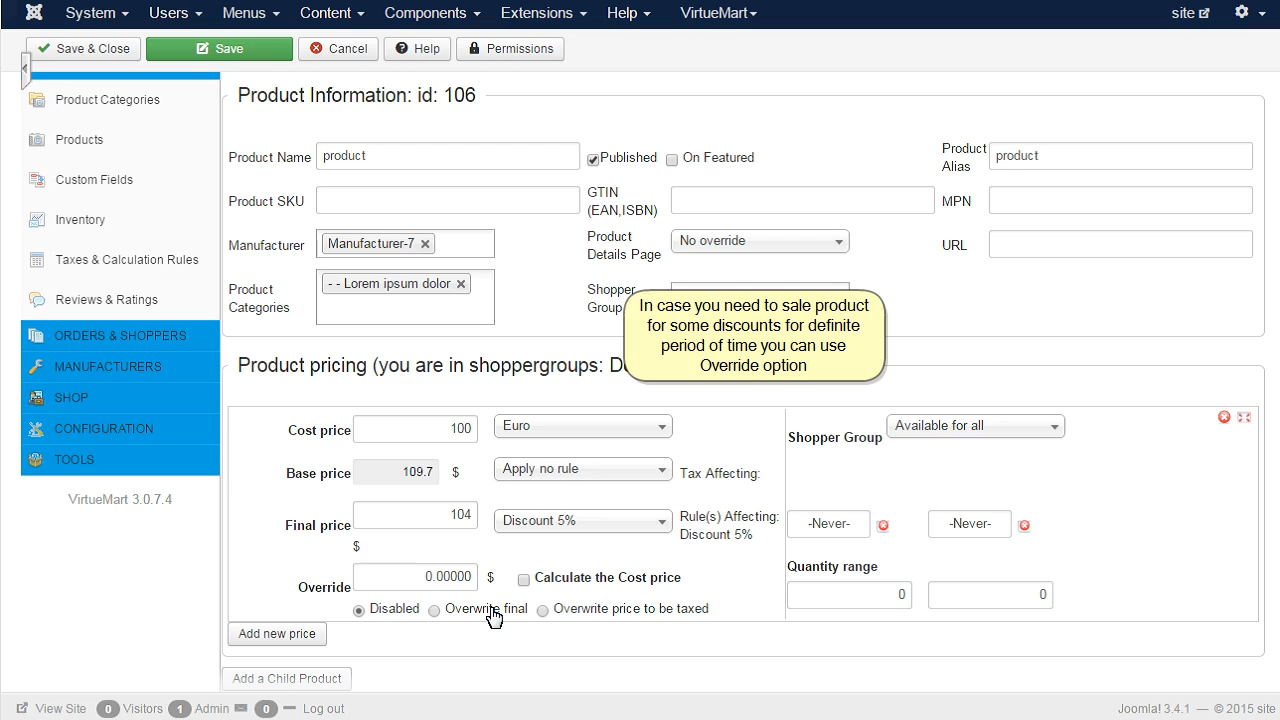 System Users Menus Content Components Extensions Help VirtueMart site
Save & Close Save Cancel Help Permissions
Product Categories
Products
Custom Fields
Inventory
Taxes & Calculation Rules
Reviews & Ratings
ORDERS & SHOPPERS
MANUFACTURERS
SHOP
CONFIGURATION
TOOLS
VirtueMart 3.0.7.4
Product Information: id: 106
Product Name product Published On Featured Product Alias product
Product SKU GTIN (EAN,ISBN) MPN
Manufacturer Manufacturer-7 Product Details Page No override URL
Product Categories - - Lorem ipsum dolor Shopper Group
In case you need to sale product
for some discounts for definite
period of time you can use
Override option
Product pricing (you are in shoppergroups:
Cost price 100 Euro Shopper Group Available for all
Base price 109.7 $ Apply no rule Tax Affecting:
Final price 104 Discount 5% Rule(s) Affecting: Discount 5% -Never- -Never-
$
Quantity range
Override 0.00000 $ Calculate the Cost price 0 0
Disabled Overwrite final Overwrite price to be taxed
Add new price
Add a Child Product
View Site 0 Visitors 1 Admin 0 Log out Joomla! 3.4.1 — © 2015 site